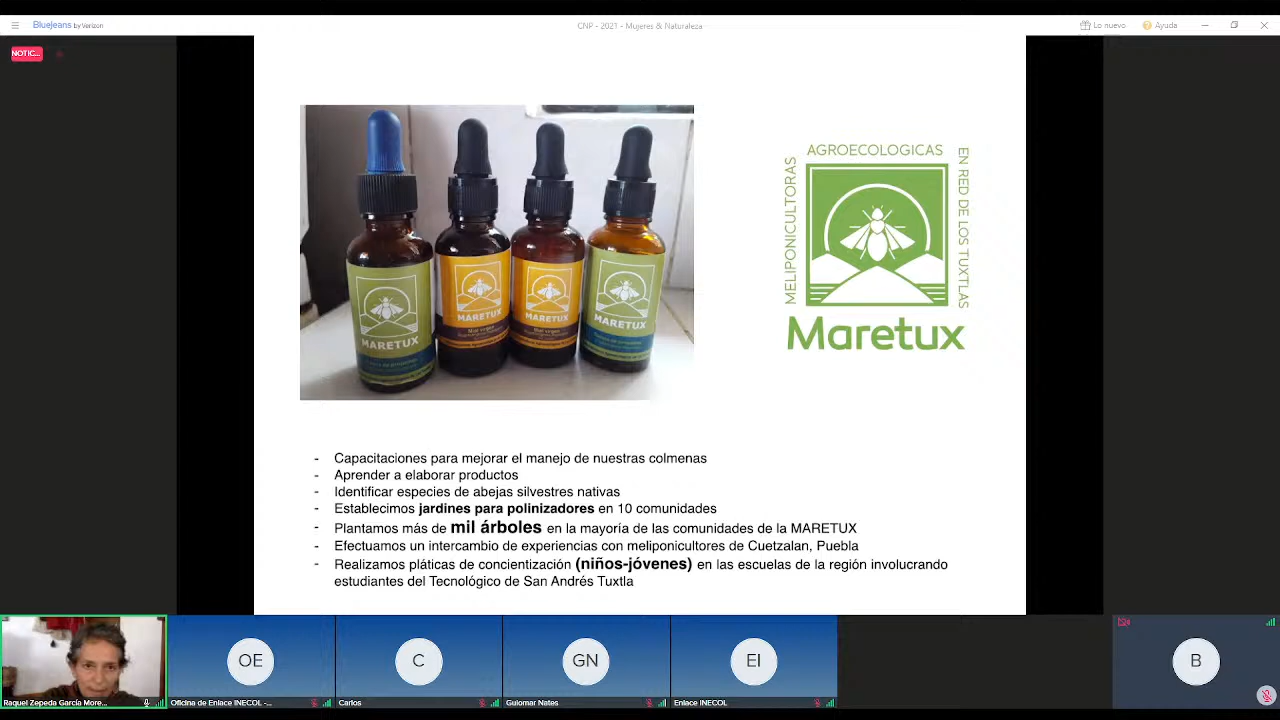 Bluejeans by Verizon
CNP - 2021 - Mujeres & Naturaleza
Lo nuevo
Ayuda
NOTIC...
AGROECOLOGICAS
MELIPONICULTORAS
EN RED DE LOS TUXTLAS
Maretux
MARETUX
MARETUX
MARETUX
MARETUX
Miel virgen
Miel virgen
- Capacitaciones para mejorar el manejo de nuestras colmenas
- Aprender a elaborar productos
- Identificar especies de abejas silvestres nativas
- Establecimos jardines para polinizadores en 10 comunidades
- Plantamos más de mil árboles en la mayoría de las comunidades de la MARETUX
- Efectuamos un intercambio de experiencias con meliponicultores de Cuetzalan, Puebla
- Realizamos pláticas de concientización (niños-jóvenes) en las escuelas de la región involucrando
estudiantes del Tecnológico de San Andrés Tuxtla
OE
C
GN
EI
B
Raquel Zepeda García More...
Oficina de Enlace INECOL -...
Carlos
Guiomar Nates
Enlace INECOL